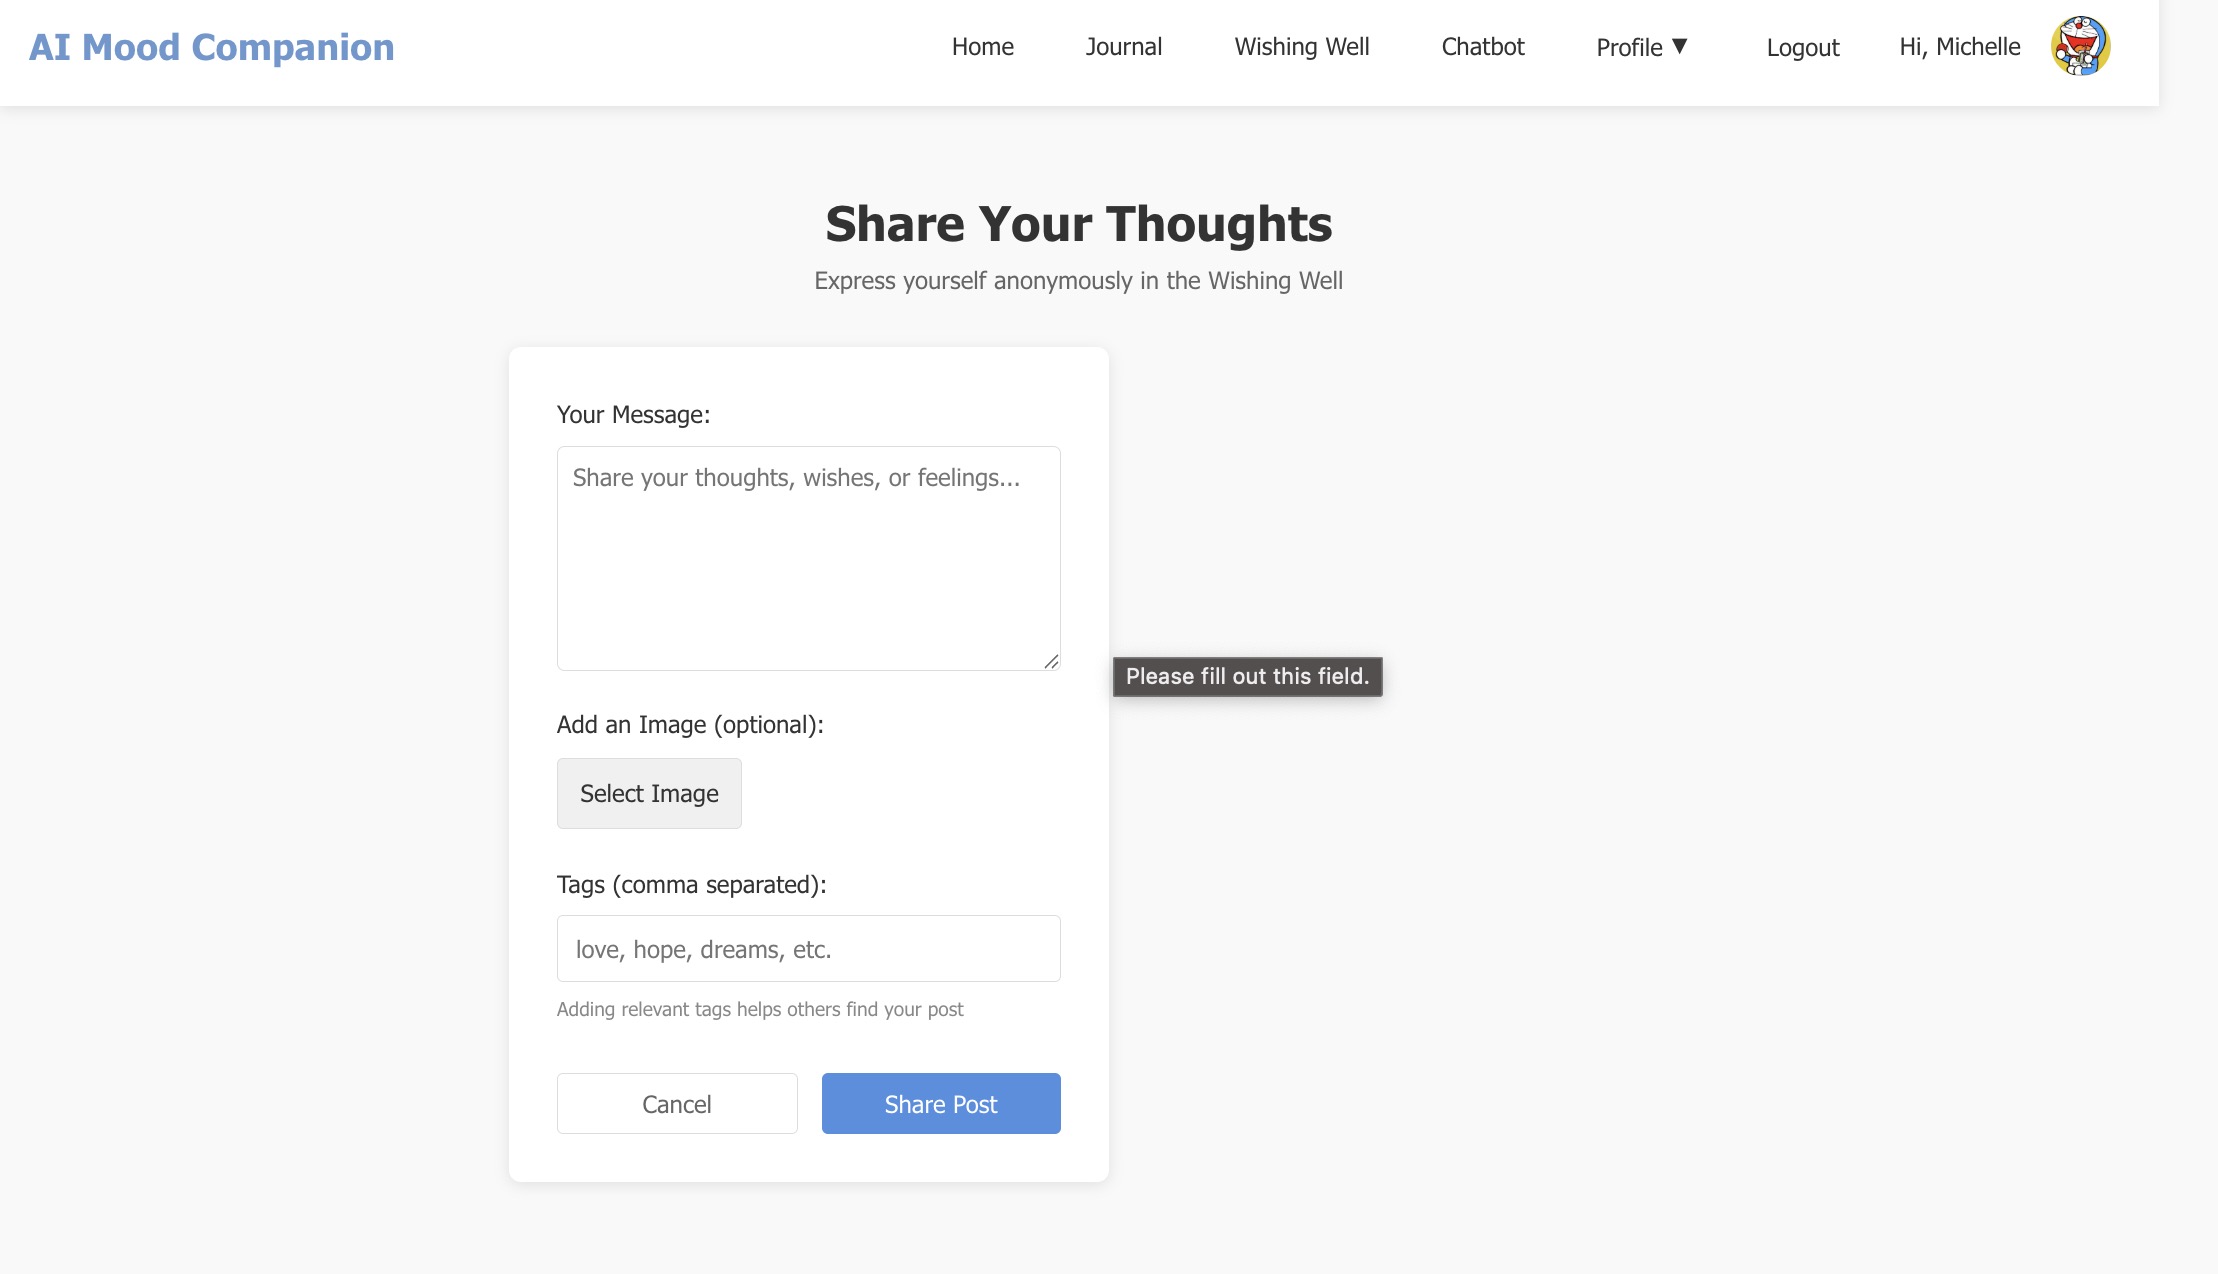 AI Mood Companion
Home Journal Wishing Well Chatbot Profile ▼ Logout Hi, Michelle
Share Your Thoughts
Express yourself anonymously in the Wishing Well
Your Message:
Share your thoughts, wishes, or feelings...
Please fill out this field.
Add an Image (optional):
Select Image
Tags (comma separated):
love, hope, dreams, etc.
Adding relevant tags helps others find your post
Cancel Share Post